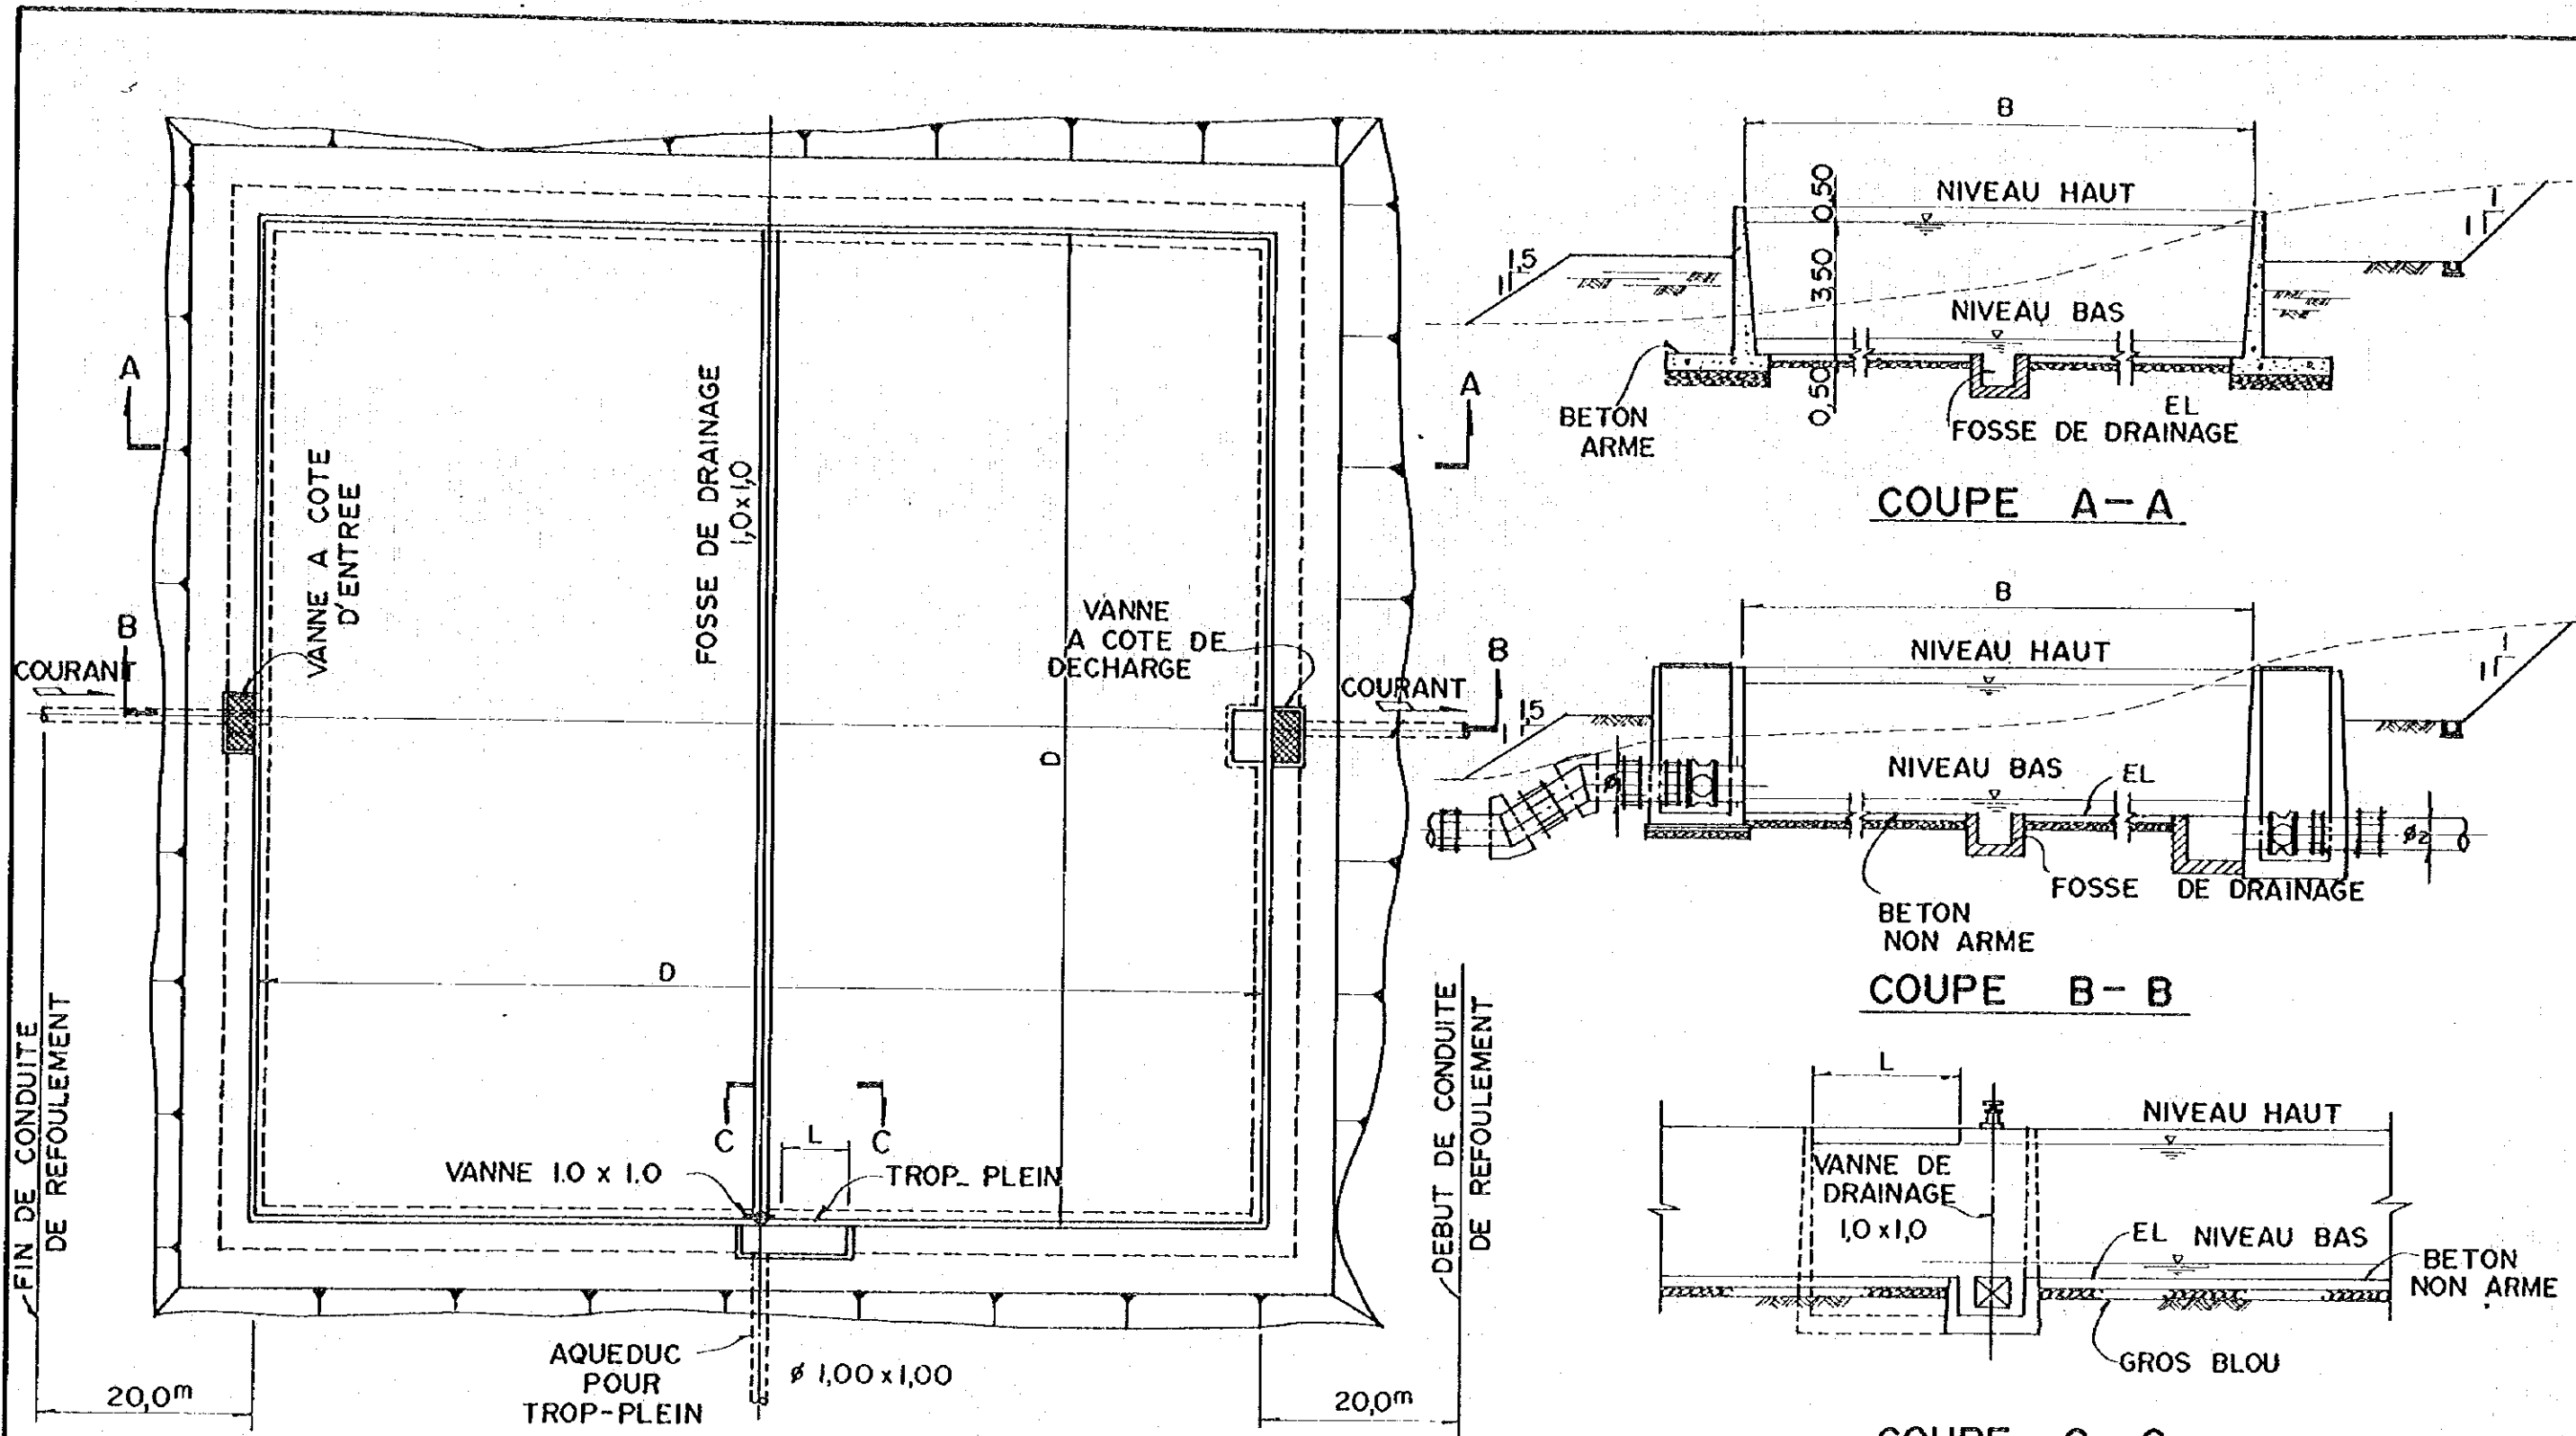 A
A
B
B
COURANT
COURANT
VANNE A COTE
D'ENTREE
FOSSE DE DRAINAGE
1,0x1,0
VANNE
A COTE DE
DECHARGE
D
D
C
C
L
VANNE 1.0 x 1.0
TROP_ PLEIN
FIN DE CONDUITE
DE REFOULEMENT
DEBUT DE CONDUITE
DE REFOULEMENT
20,0m
20,0m
AQUEDUC
POUR
TROP-PLEIN
ø 1,00 x 1,00
B
NIVEAU HAUT
0,50
3,50
0,50
1,5
1
1
1
NIVEAU BAS
BETON
ARME
EL
FOSSE DE DRAINAGE
COUPE A-A
B
NIVEAU HAUT
1,5
1
1
1
NIVEAU BAS
EL
ø1
ø2
FOSSE DE DRAINAGE
BETON
NON ARME
COUPE B-B
L
NIVEAU HAUT
VANNE DE
DRAINAGE
1,0 x 1,0
EL NIVEAU BAS
BETON
NON ARME
GROS BLOU
COUPE C-C